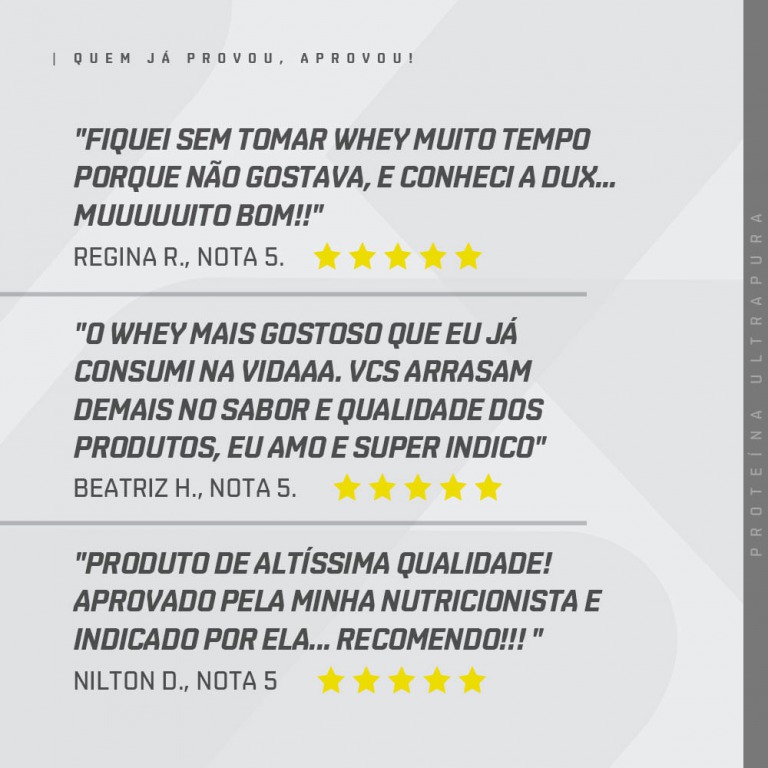 | QUEM JÁ PROVOU, APROVOU!
"FIQUEI SEM TOMAR WHEY MUITO TEMPO
PORQUE NÃO GOSTAVA, E CONHECI A DUX...
MUUUUUITO BOM!!"
REGINA R., NOTA 5.
"O WHEY MAIS GOSTOSO QUE EU JÁ
CONSUMI NA VIDAAA. VCS ARRASAM
DEMAIS NO SABOR E QUALIDADE DOS
PRODUTOS, EU AMO E SUPER INDICO"
BEATRIZ H., NOTA 5.
"PRODUTO DE ALTÍSSIMA QUALIDADE!
APROVADO PELA MINHA NUTRICIONISTA E
INDICADO POR ELA... RECOMENDO!!! "
NILTON D., NOTA 5
PROTEÍNA ULTRAPURA